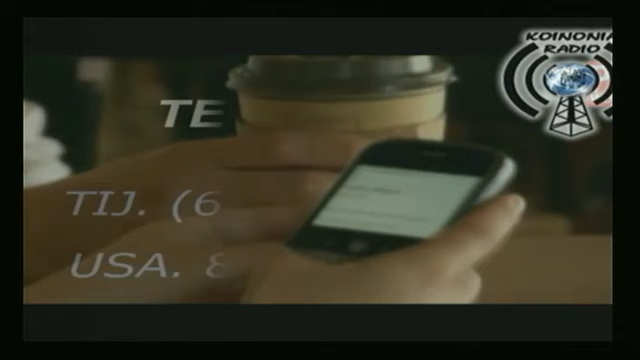 KOINONIA
RADIO
TE
TIJ. (6
USA. 8